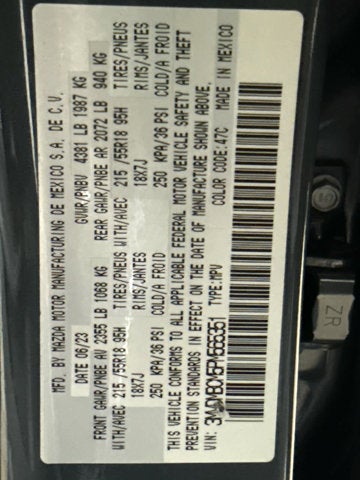 MFD. BY MAZDA MOTOR MANUFACTURING DE MEXICO S.A. DE C.V.
DATE 06/23 GVWR/PNBV 4381 LB 1987 KG
FRONT GAWR/PNBE AV 2355 LB 1068 KG REAR GAWR/PNBE AR 2072 LB 940 KG
WITH/AVEC 215/55R18 95H TIRES/PNEUS WITH/AVEC 215/55R18 95H TIRES/PNEUS
18X7J RIMS/JANTES 18X7J RIMS/JANTES
250 KPA/36 PSI COLD/A FROID 250 KPA/36 PSI COLD/A FROID
THIS VEHICLE CONFORMS TO ALL APPLICABLE FEDERAL MOTOR VEHICLE SAFETY AND THEFT
PREVENTION STANDARDS IN EFFECT ON THE DATE OF MANUFACTURE SHOWN ABOVE.
VIN: TYPE:MPV COLOR CODE:47C MADE IN MEXICO
ZR